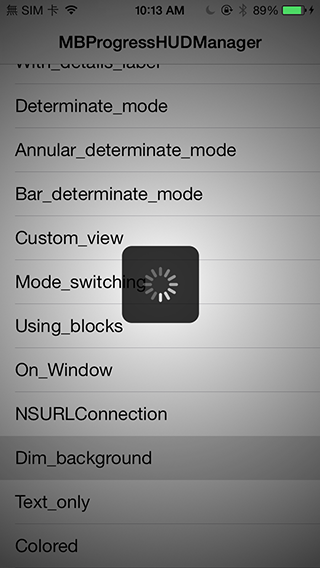 無 SIM 卡 10:13 AM 89%
MBProgressHUDManager
With_details_label
Determinate_mode
Annular_determinate_mode
Bar_determinate_mode
Custom_view
Mode_switching
Using_blocks
On_Window
NSURLConnection
Dim_background
Text_only
Colored